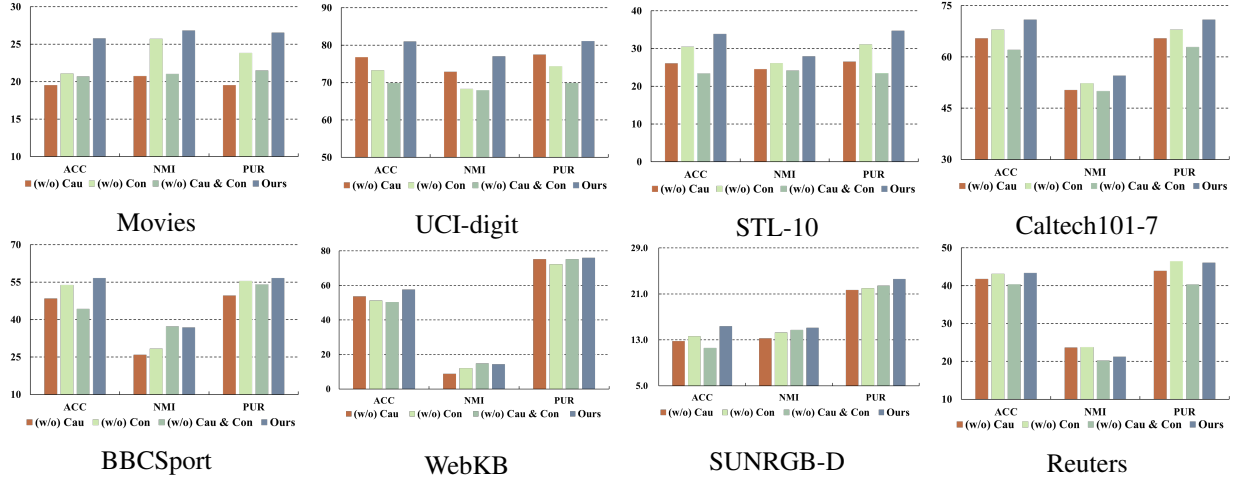 30
25
20
15
10
ACC NMI PUR
(w/o) Cau (w/o) Con (w/o) Cau & Con Ours
Movies
90
80
70
60
50
ACC NMI PUR
(w/o) Cau (w/o) Con (w/o) Cau & Con Ours
UCI-digit
40
30
20
10
0
ACC NMI PUR
(w/o) Cau (w/o) Con (w/o) Cau & Con Ours
STL-10
75
60
45
30
ACC NMI PUR
(w/o) Cau (w/o) Con (w/o) Cau & Con Ours
Caltech101-7
70
55
40
25
10
ACC NMI PUR
(w/o) Cau (w/o) Con (w/o) Cau & Con Ours
BBCSport
80
60
40
20
0
ACC NMI PUR
(w/o) Cau (w/o) Con (w/o) Cau & Con Ours
WebKB
29.0
21.0
13.0
5.0
ACC NMI PUR
(w/o) Cau (w/o) Con (w/o) Cau & Con Ours
SUNRGB-D
50
40
30
20
10
ACC NMI PUR
(w/o) Cau (w/o) Con (w/o) Cau & Con Ours
Reuters